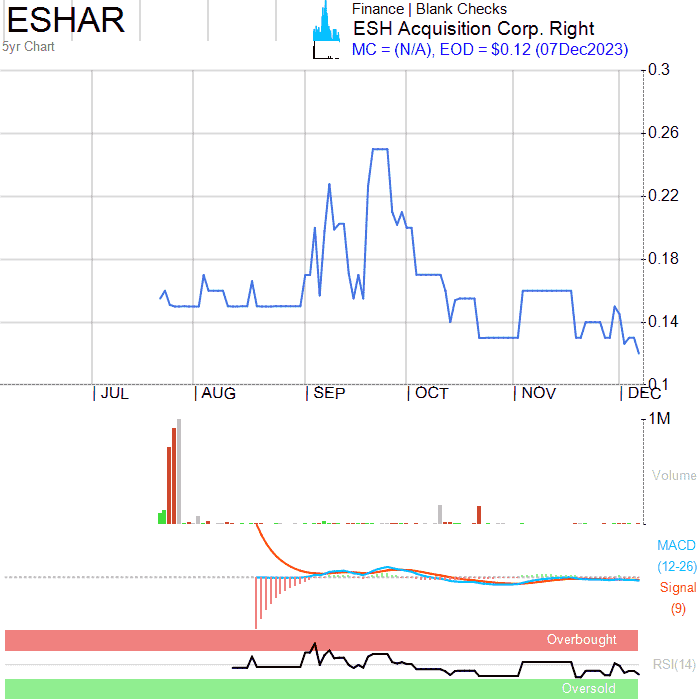 ESHAR
5yr Chart
Finance | Blank Checks
ESH Acquisition Corp. Right
MC = (N/A), EOD = $0.12 (07Dec2023)
0.3
0.26
0.22
0.18
0.14
0.1
JUL AUG SEP OCT NOV DEC
1M
Volume
MACD
(12-26)
Signal
(9)
Overbought
RSI(14)
Oversold